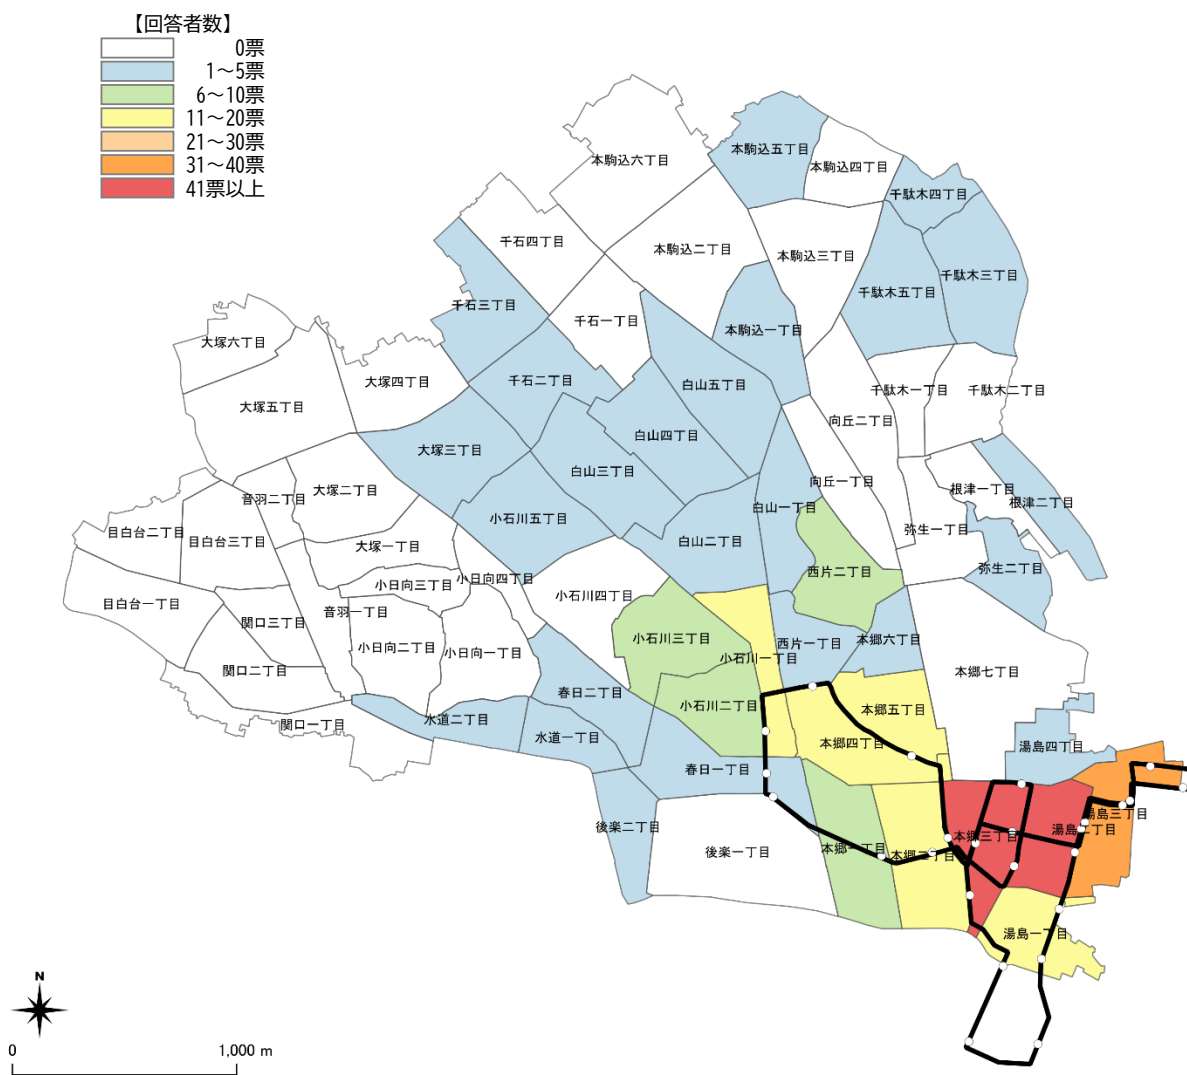 【回答者数】
0票
1～5票
6～10票
11～20票
21～30票
31～40票
41票以上
本駒込六丁目
本駒込五丁目
本駒込四丁目
千駄木四丁目
千石四丁目
本駒込二丁目
本駒込三丁目
千駄木三丁目
千駄木五丁目
千石三丁目
千石一丁目
本駒込一丁目
大塚六丁目
大塚四丁目
千石二丁目
白山五丁目
千駄木一丁目
千駄木二丁目
大塚五丁目
向丘二丁目
白山四丁目
大塚三丁目
白山三丁目
向丘一丁目
大塚二丁目
根津一丁目
音羽二丁目
根津二丁目
白山一丁目
小石川五丁目
弥生一丁目
目白台二丁目
目白台三丁目
白山二丁目
大塚一丁目
弥生二丁目
西片二丁目
小日向四丁目
小日向三丁目
小石川四丁目
目白台一丁目
音羽一丁目
関口三丁目
小石川三丁目
本郷六丁目
西片一丁目
小日向二丁目
小日向一丁目
小石川一丁目
関口二丁目
本郷七丁目
春日二丁目
小石川二丁目
本郷五丁目
水道二丁目
関口一丁目
水道一丁目
本郷四丁目
湯島四丁目
春日一丁目
湯島三丁目
後楽二丁目
湯島二丁目
本郷三丁目
本郷一丁目
後楽一丁目
本郷二丁目
湯島一丁目
N
0
1,000 m